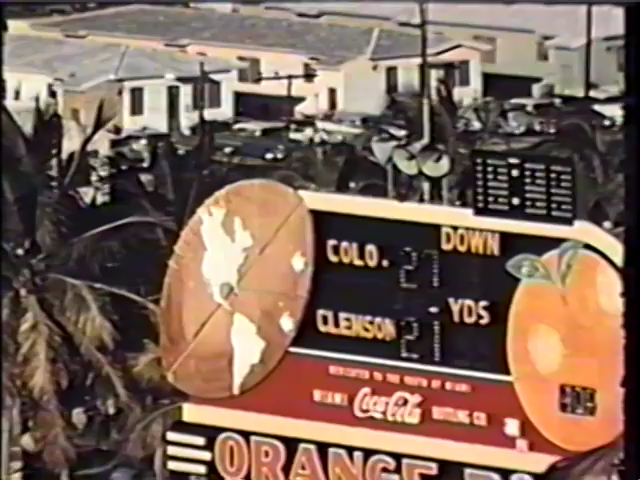 DOWN
COLO. 27
YDS
CLEMSON 21
DEDICATED TO THE YOUTH OF MIAMI
MIAMI Coca-Cola BOTTLING CO
ORANGE